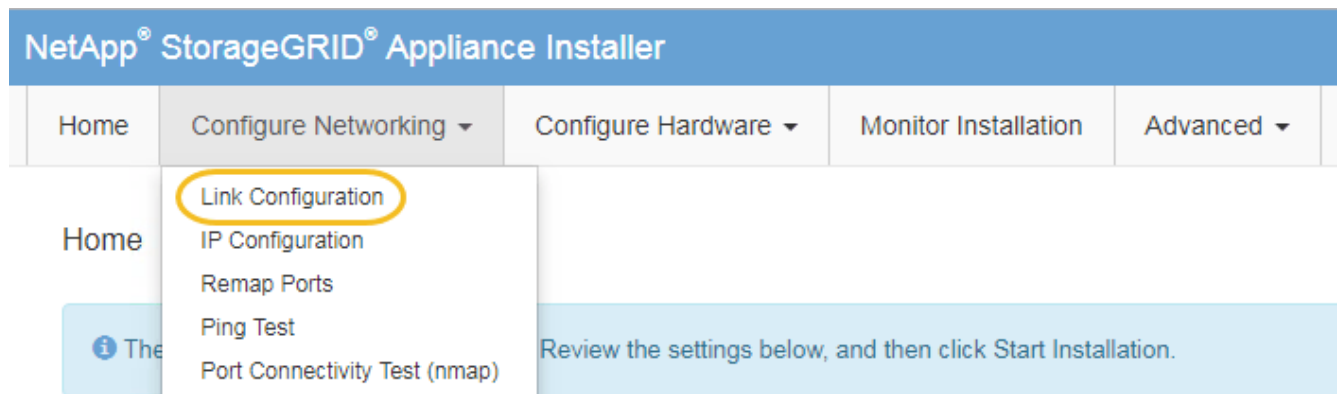 NetApp® StorageGRID® Appliance Installer
Home Configure Networking Configure Hardware Monitor Installation Advanced
Link Configuration
Home
IP Configuration
Remap Ports
Ping Test
The Review the settings below, and then click Start Installation.
Port Connectivity Test (nmap)